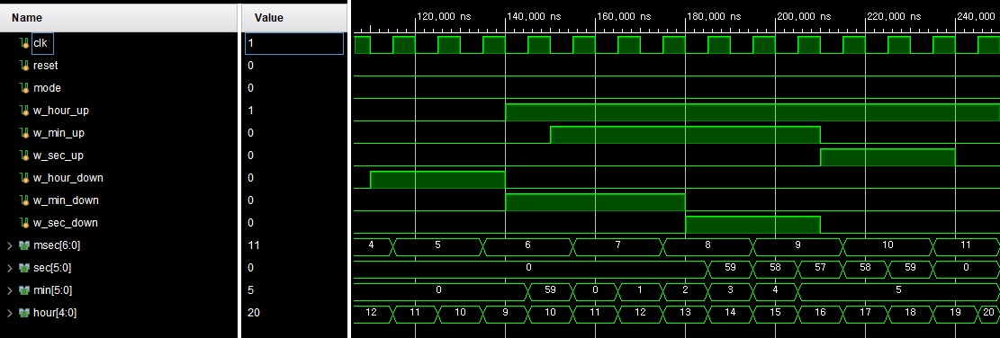 Name Value 120,000 ns 140,000 ns 160,000 ns 180,000 ns 200,000 ns 220,000 ns 240,000
clk 1
reset 0
mode 0
w_hour_up 1
w_min_up 0
w_sec_up 0
w_hour_down 0
w_min_down 0
w_sec_down 0
msec[6:0] 11 4 5 6 7 8 9 10 11
sec[5:0] 0 0 59 58 57 58 59 0
min[5:0] 5 0 59 0 1 2 3 4 5
hour[4:0] 20 12 11 10 9 10 11 12 13 14 15 16 17 18 19 20